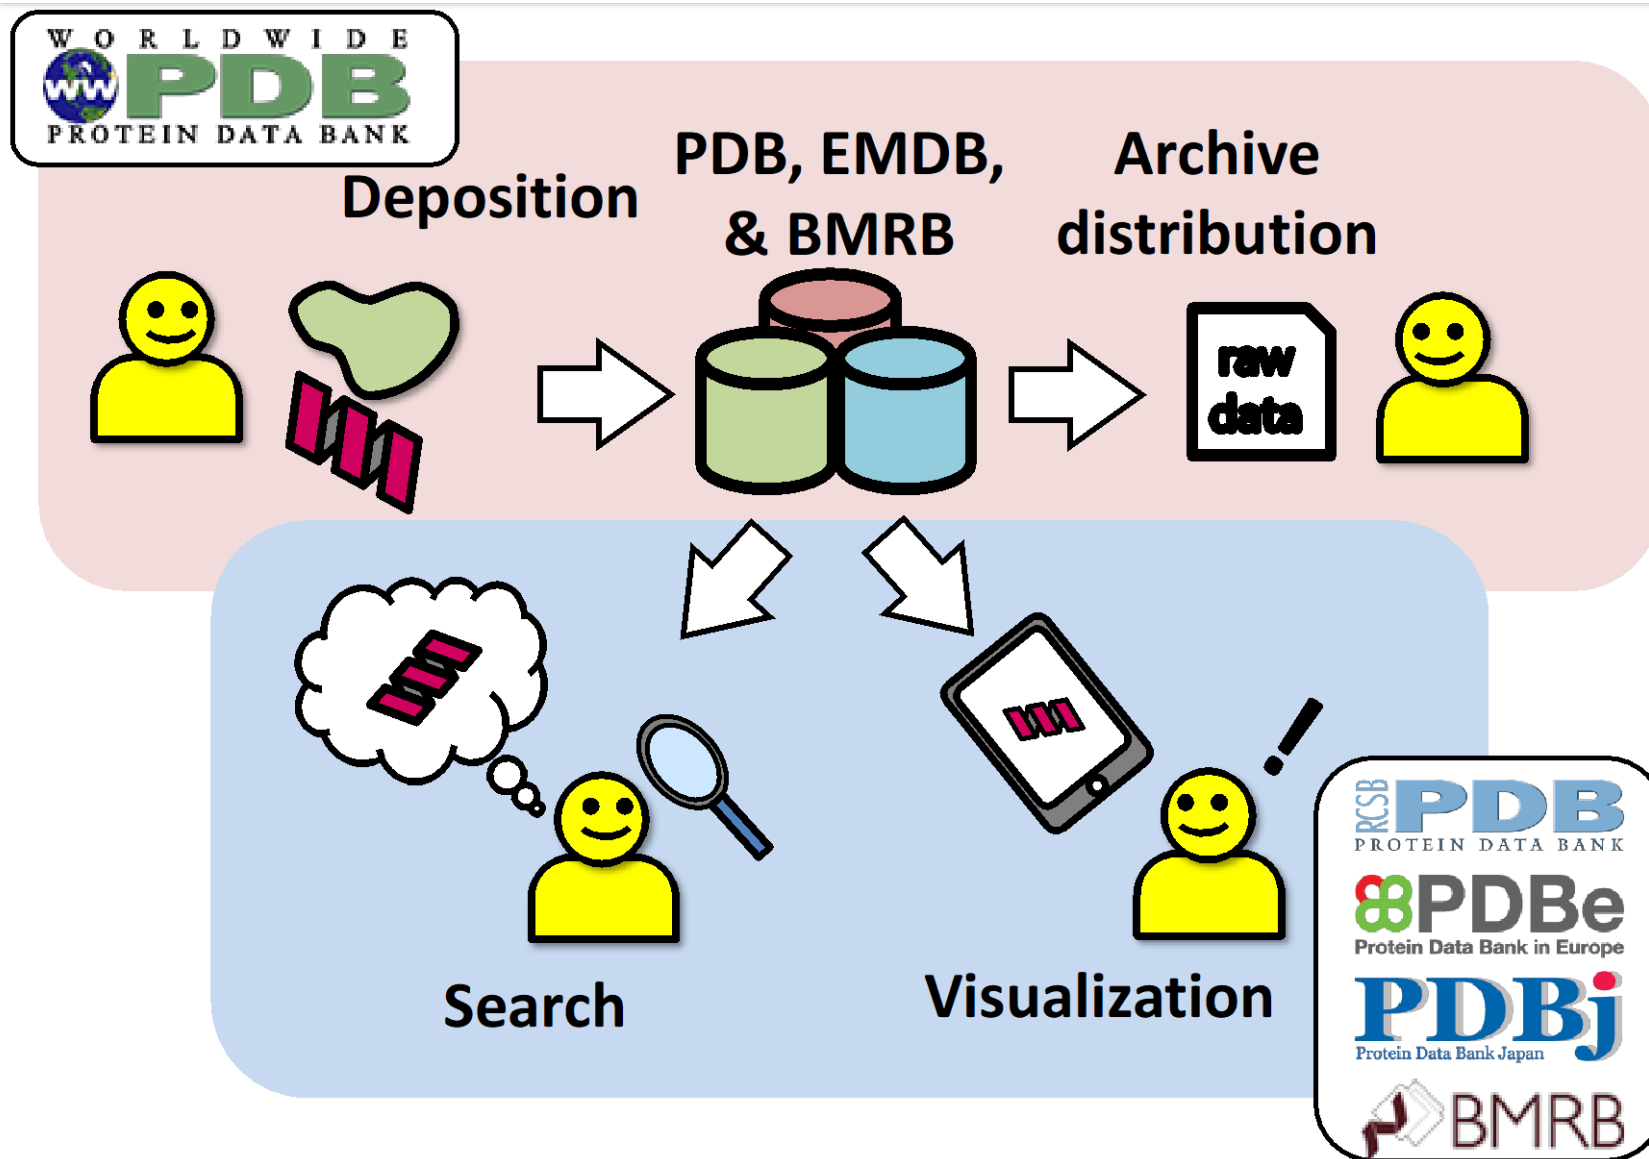 WORLDWIDE
wwPDB
PROTEIN DATA BANK
Deposition
PDB, EMDB,
& BMRB
Archive
distribution
raw
data
Search
Visualization
RCSB PDB
PROTEIN DATA BANK
PDBe
Protein Data Bank in Europe
PDBj
Protein Data Bank Japan
BMRB